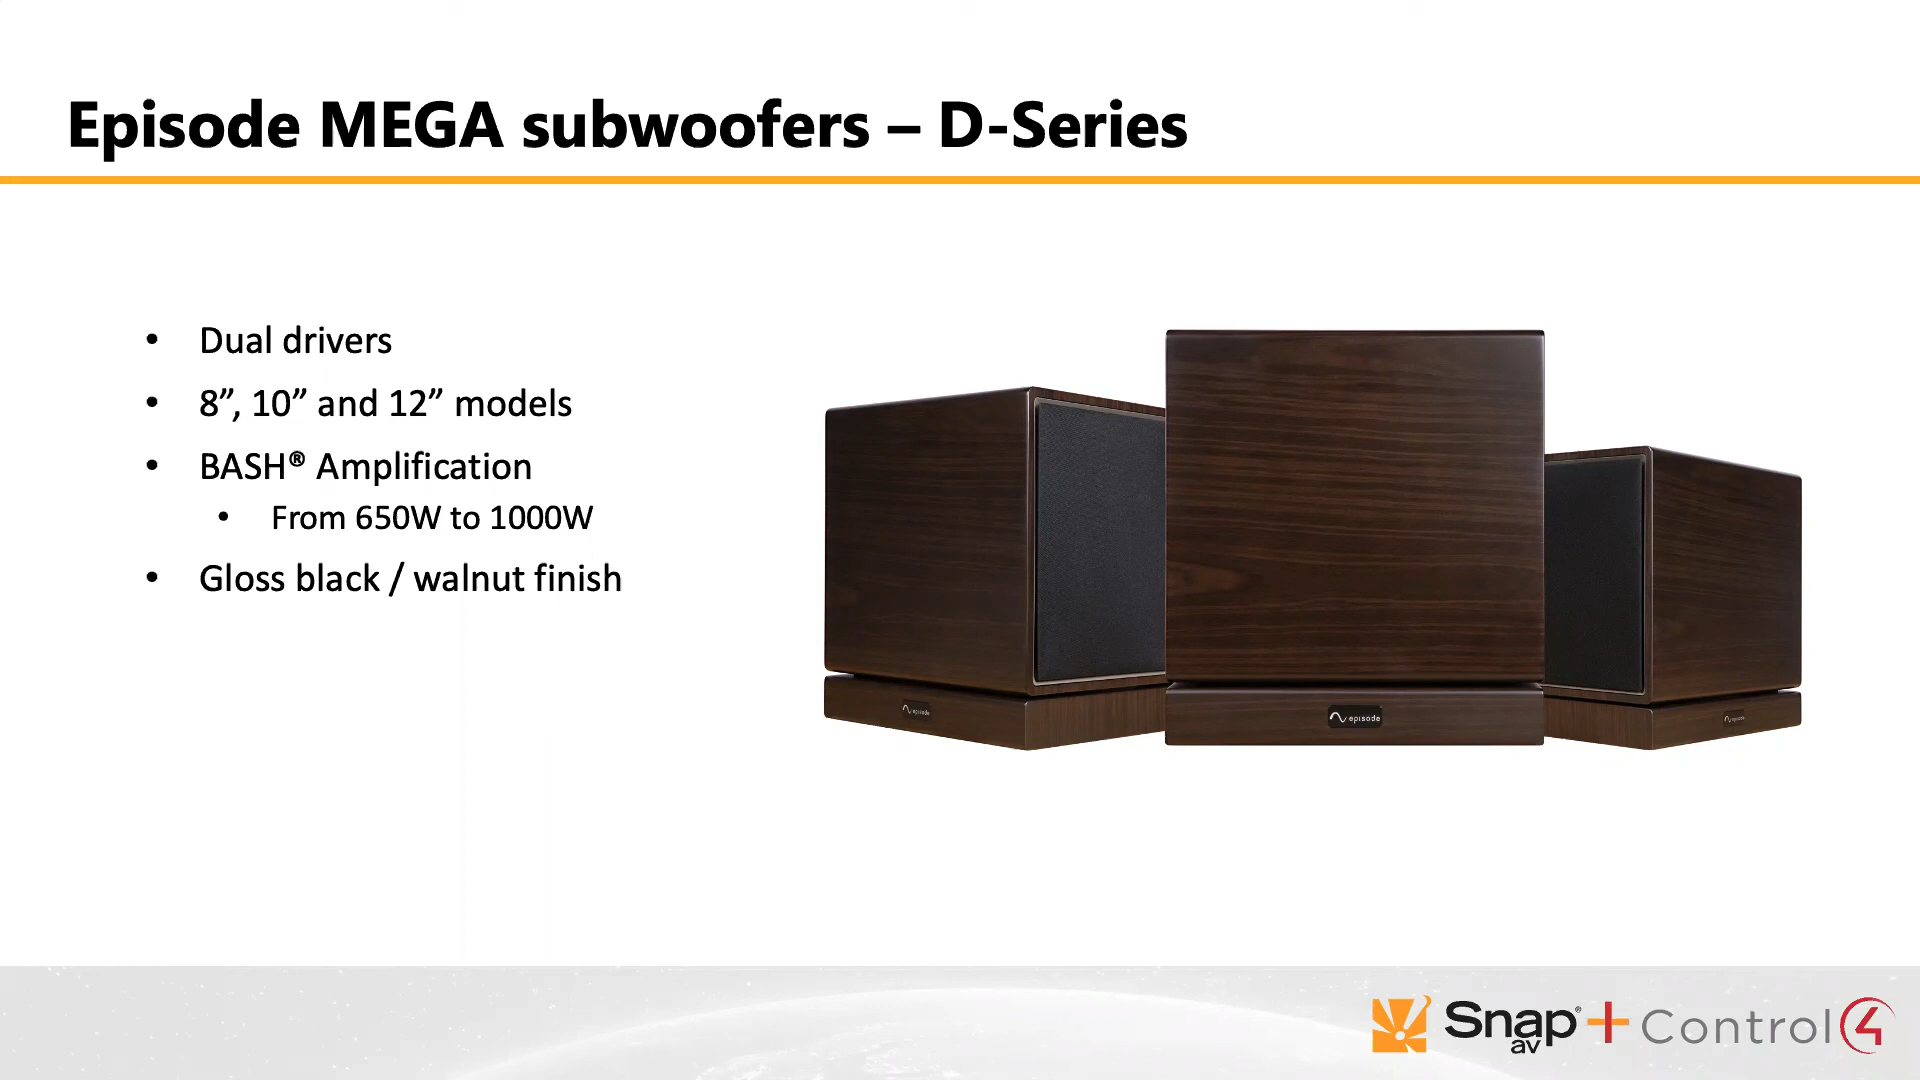 Episode MEGA subwoofers – D-Series
• Dual drivers
• 8”, 10” and 12” models
• BASH® Amplification
• From 650W to 1000W
• Gloss black / walnut finish
episode
episode
episode
Snap® + Control4
av